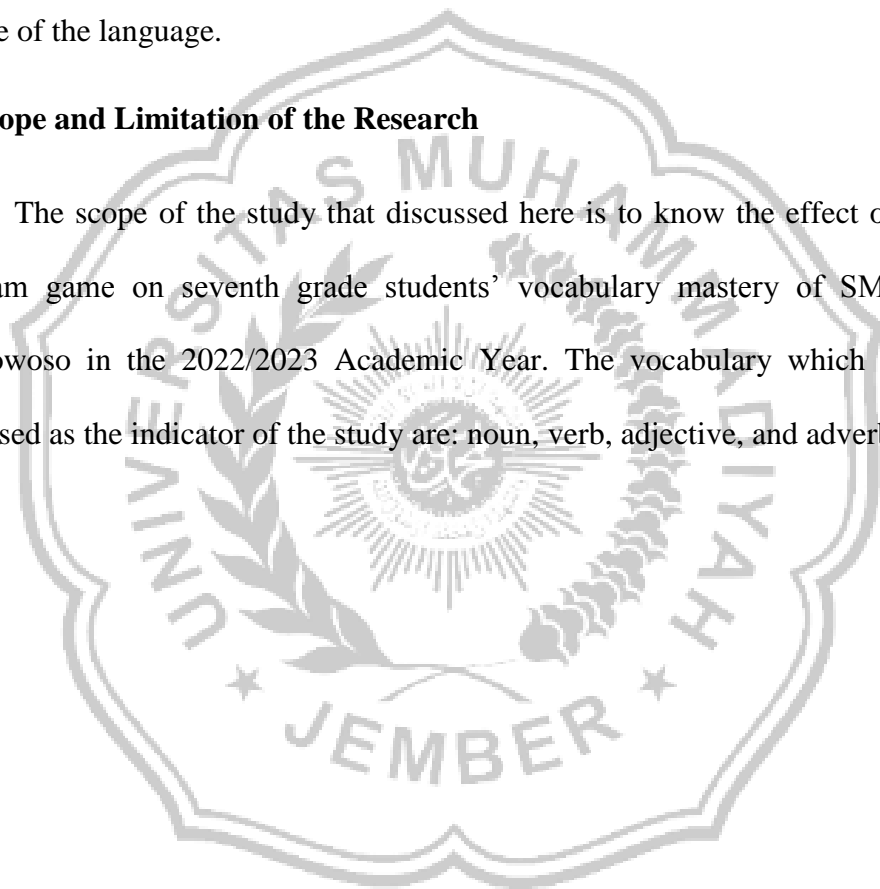 e of the language.
ope and Limitation of the Research
The scope of the study that discussed here is to know the effect o
am game on seventh grade students’ vocabulary mastery of SM
owoso in the 2022/2023 Academic Year. The vocabulary which
sed as the indicator of the study are: noun, verb, adjective, and adverb
UNIVERSITAS MUHAMMADIYAH
JEMBER